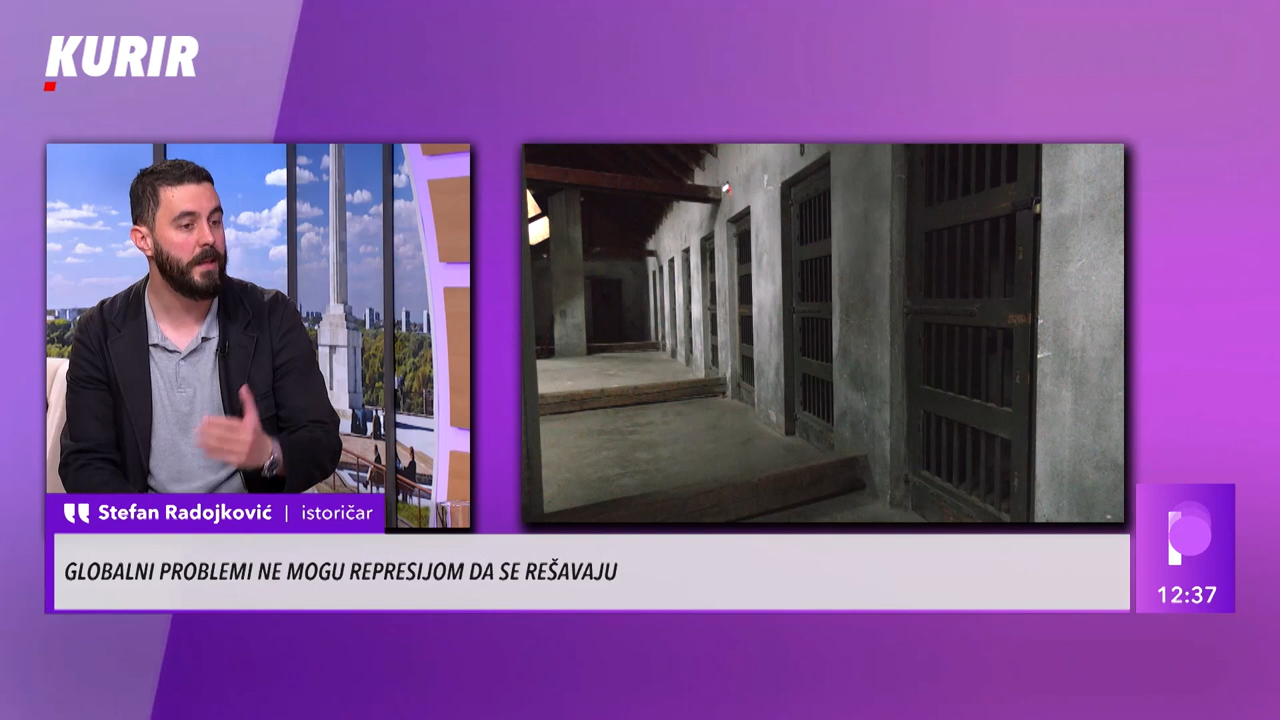 KURIR
Stefan Radojković | istoričar
GLOBALNI PROBLEMI NE MOGU REPRESIJOM DA SE REŠAVAJU
12:37